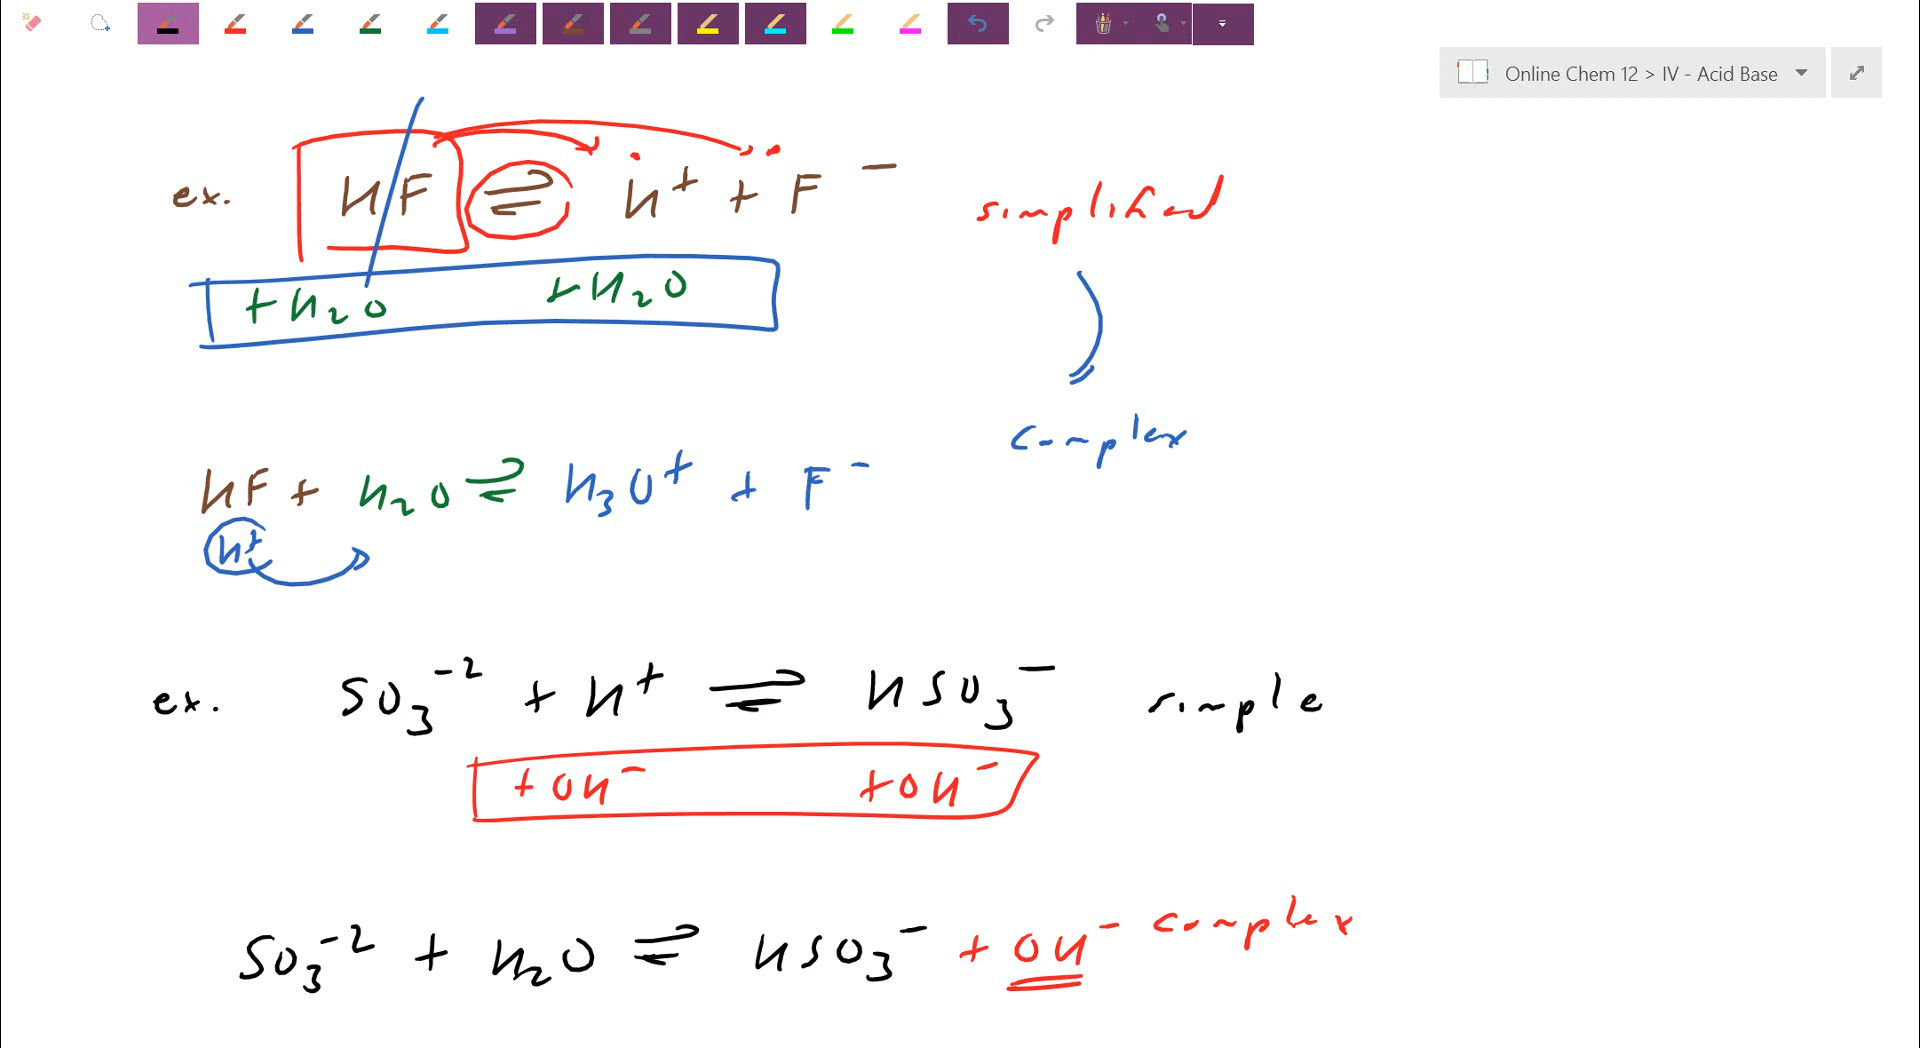 Online Chem 12 > IV - Acid Base
ex. HF ⇌ H⁺ + F⁻ simplified
+H₂O +H₂O
complex
HF + H₂O ⇌ H₃O⁺ + F⁻
H⁺
ex. SO₃⁻² + H⁺ ⇌ HSO₃⁻ simple
+OH⁻ +OH⁻
SO₃⁻² + H₂O ⇌ HSO₃⁻ + OH⁻ complex